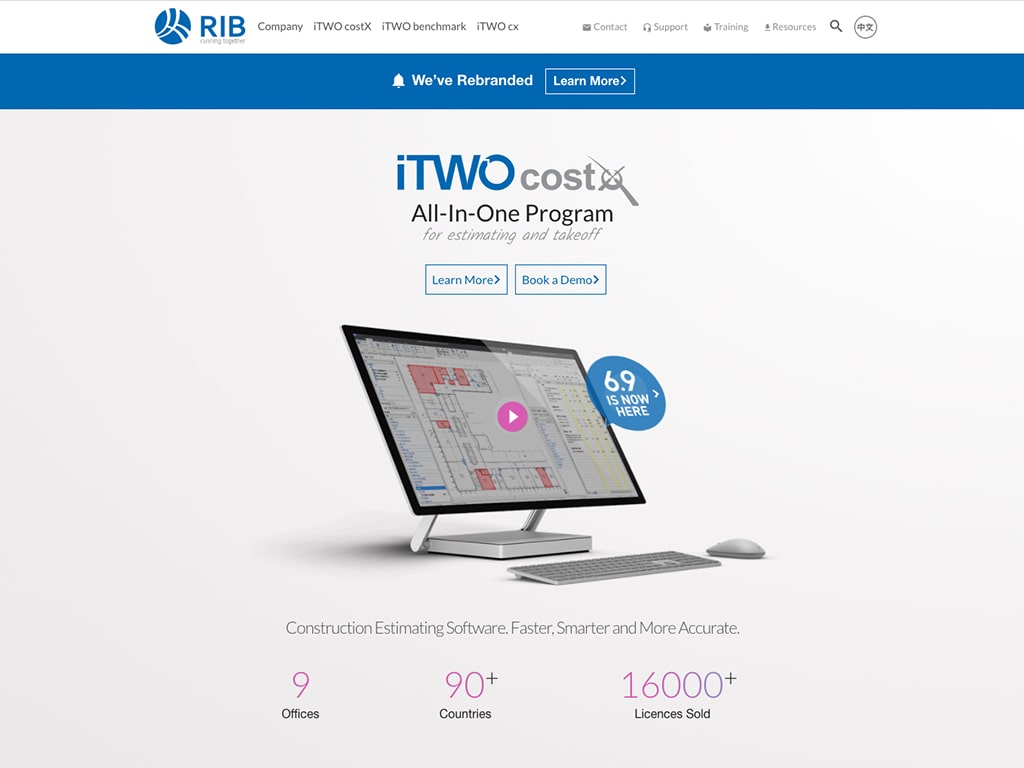 RIB
running together
Company iTWO costX iTWO benchmark iTWO cx
Contact Support Training Resources 中文
We've Rebranded Learn More
iTWO costX
All-In-One Program
for estimating and takeoff
Learn More Book a Demo
6.9
IS NOW
HERE
Construction Estimating Software. Faster, Smarter and More Accurate.
9 90+ 16000+
Offices Countries Licences Sold